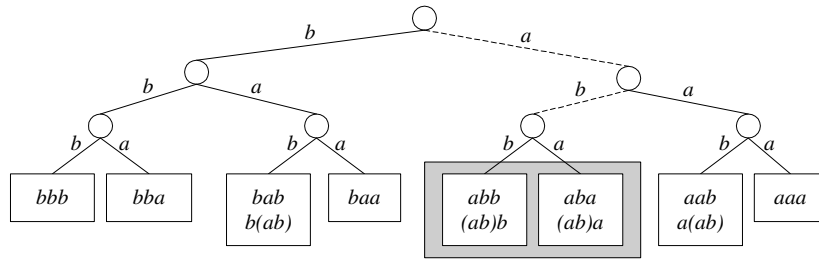 b a
b a b a
b a b a b a b a
bbb bba bab baa abb aba aab aaa
b(ab) (ab)b (ab)a a(ab)